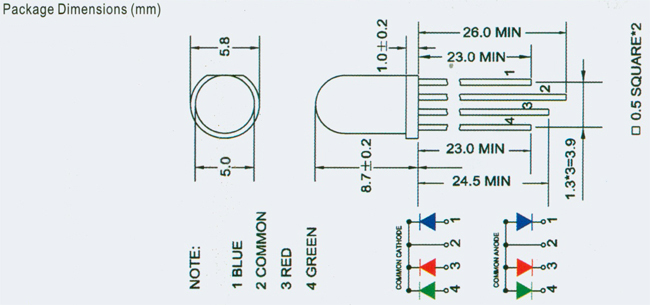 Package Dimensions (mm)
5.8
5.0
1.0±0.2
8.7±0.2
26.0 MIN
23.0 MIN
1
2
3
4
23.0 MIN
24.5 MIN
1.3*3=3.9
□ 0.5 SQUARE*2
NOTE:
1 BLUE
2 COMMON
3 RED
4 GREEN
COMMON CATHODE
1
2
3
4
COMMON ANODE
1
2
3
4